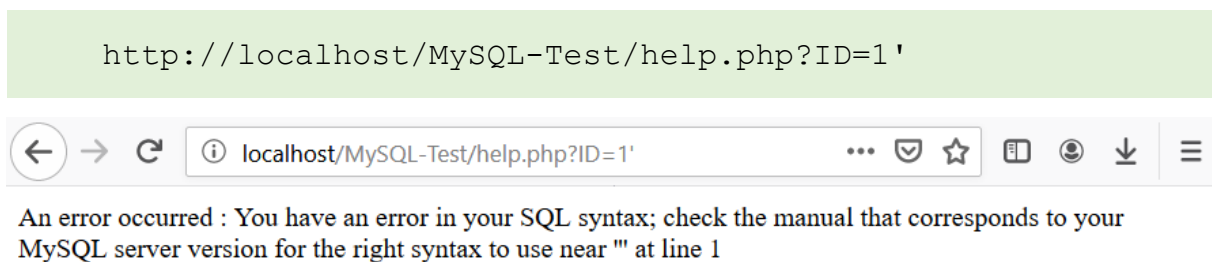 http://localhost/MySQL-Test/help.php?ID=1'
localhost/MySQL-Test/help.php?ID=1'
An error occurred : You have an error in your SQL syntax; check the manual that corresponds to your
MySQL server version for the right syntax to use near ''' at line 1